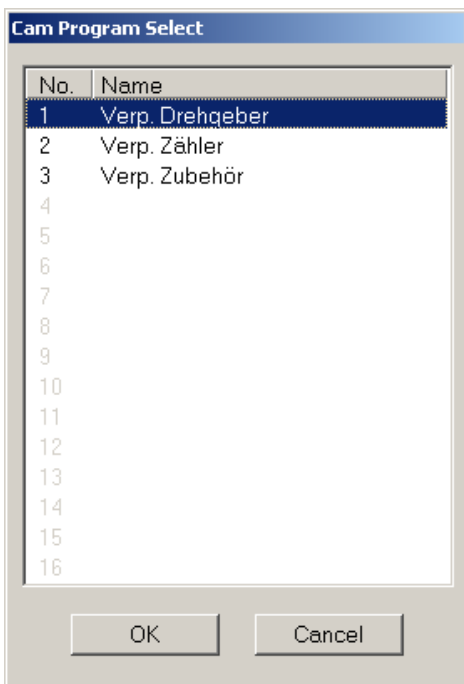 Cam Program Select
No. Name
1 Verp. Drehgeber
2 Verp. Zähler
3 Verp. Zubehör
4
5
6
7
8
9
10
11
12
13
14
15
16
OK Cancel